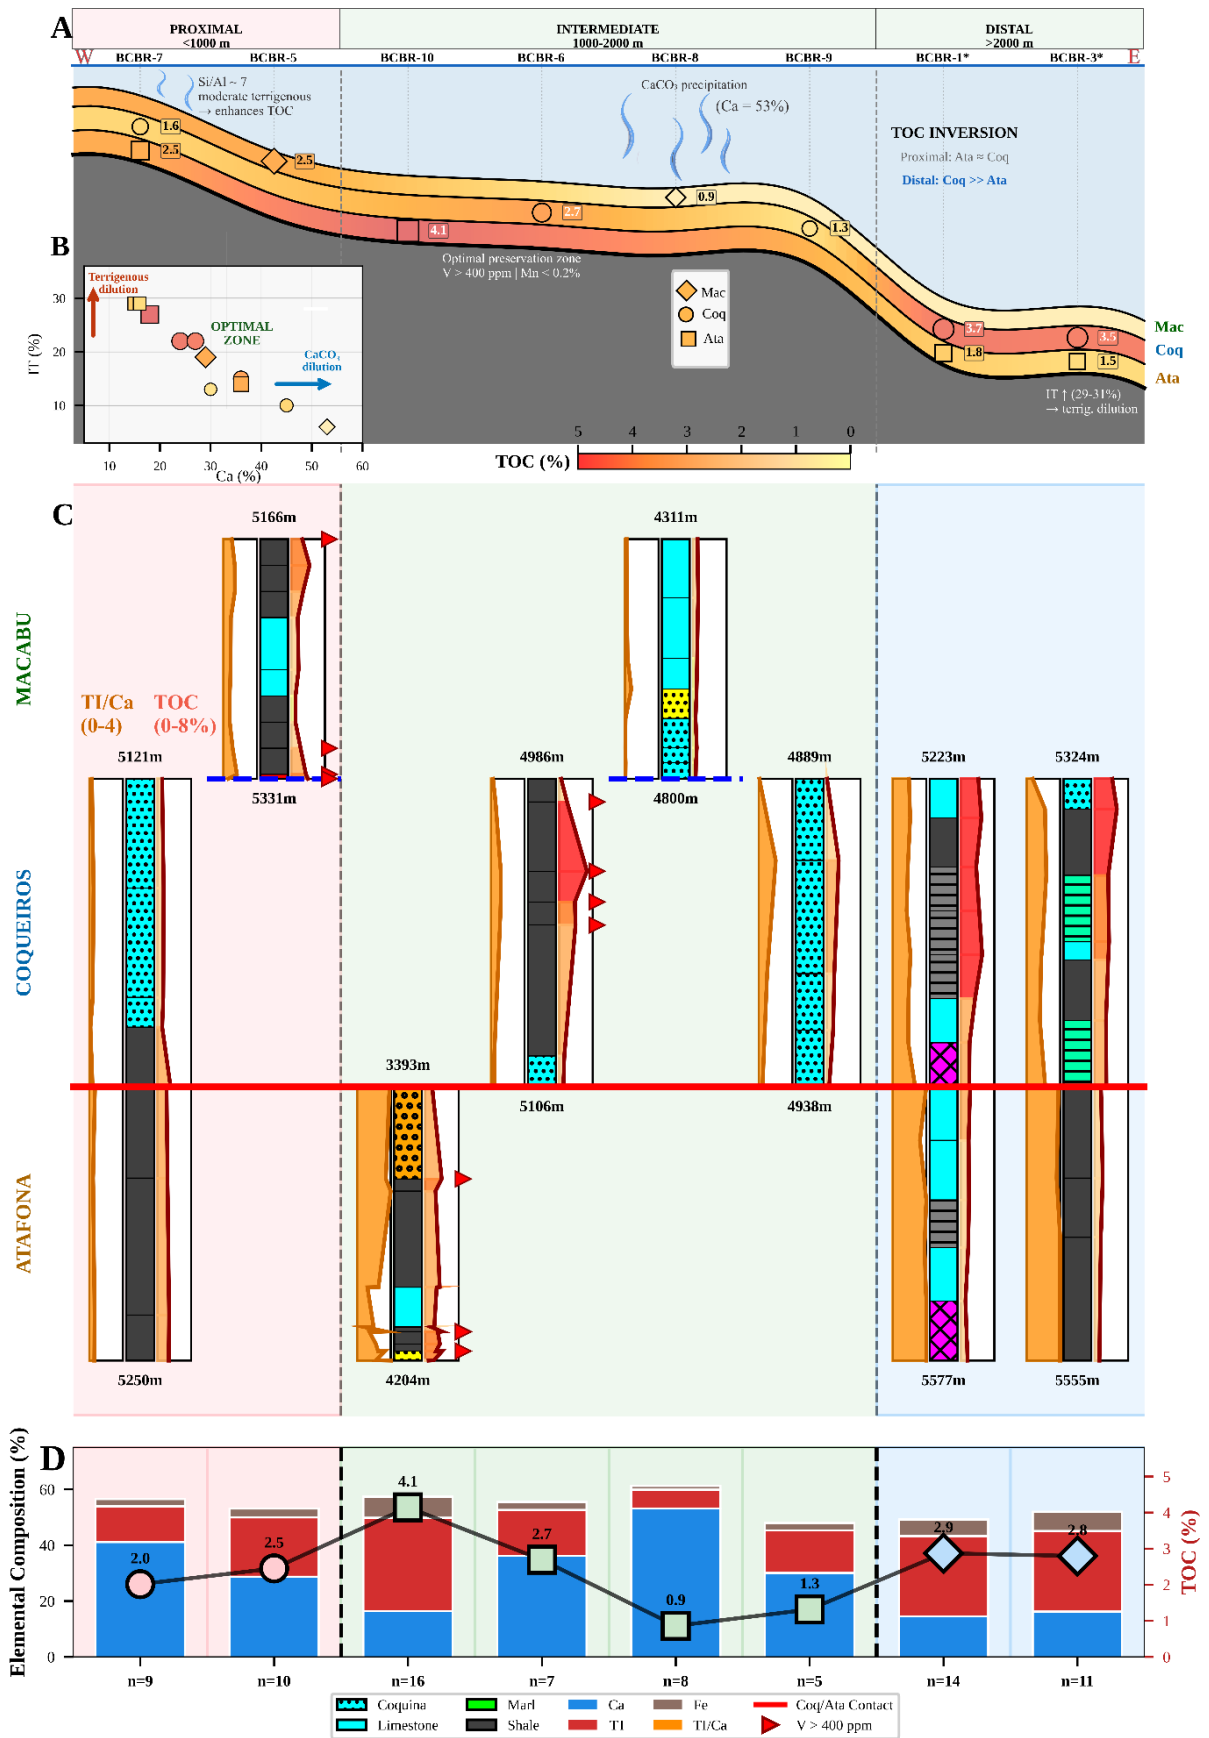 A
PROXIMAL
<1000 m
INTERMEDIATE
1000-2000 m
DISTAL
>2000 m
W
BCBR-7
BCBR-5
BCBR-10
BCBR-6
BCBR-8
BCBR-9
BCBR-1*
BCBR-3*
E
Si/Al ~ 7
moderate terrigenous
→ enhances TOC
CaCO₃ precipitation
(Ca = 53%)
TOC INVERSION
Proximal: Ata ≈ Coq
Distal: Coq >> Ata
1.6
2.5
2.5
4.1
2.7
0.9
1.3
3.7
1.8
3.5
1.5
Optimal preservation zone
V > 400 ppm | Mn < 0.2%
Mac
Coq
Ata
Mac
Coq
Ata
IT ↑ (29-31%)
→ terrig. dilution
B
Terrigenous
dilution
OPTIMAL
ZONE
CaCO₃
dilution
IT (%)
30
20
10
10
20
30
40
50
60
Ca (%)
TOC (%)
5
4
3
2
1
0
C
MACABU
COQUEIROS
ATAFONA
TI/Ca
(0-4)
TOC
(0-8%)
5166m
5331m
4311m
4800m
5121m
5250m
4986m
5106m
4889m
4938m
5223m
5577m
5324m
5555m
3393m
4204m
D
Elemental Composition (%)
60
40
20
0
2.0
2.5
4.1
2.7
0.9
1.3
2.9
2.8
5
4
3
2
1
0
TOC (%)
n=9
n=10
n=16
n=7
n=8
n=5
n=14
n=11
Coquina
Limestone
Marl
Shale
Ca
TI
Fe
TI/Ca
Coq/Ata Contact
V > 400 ppm